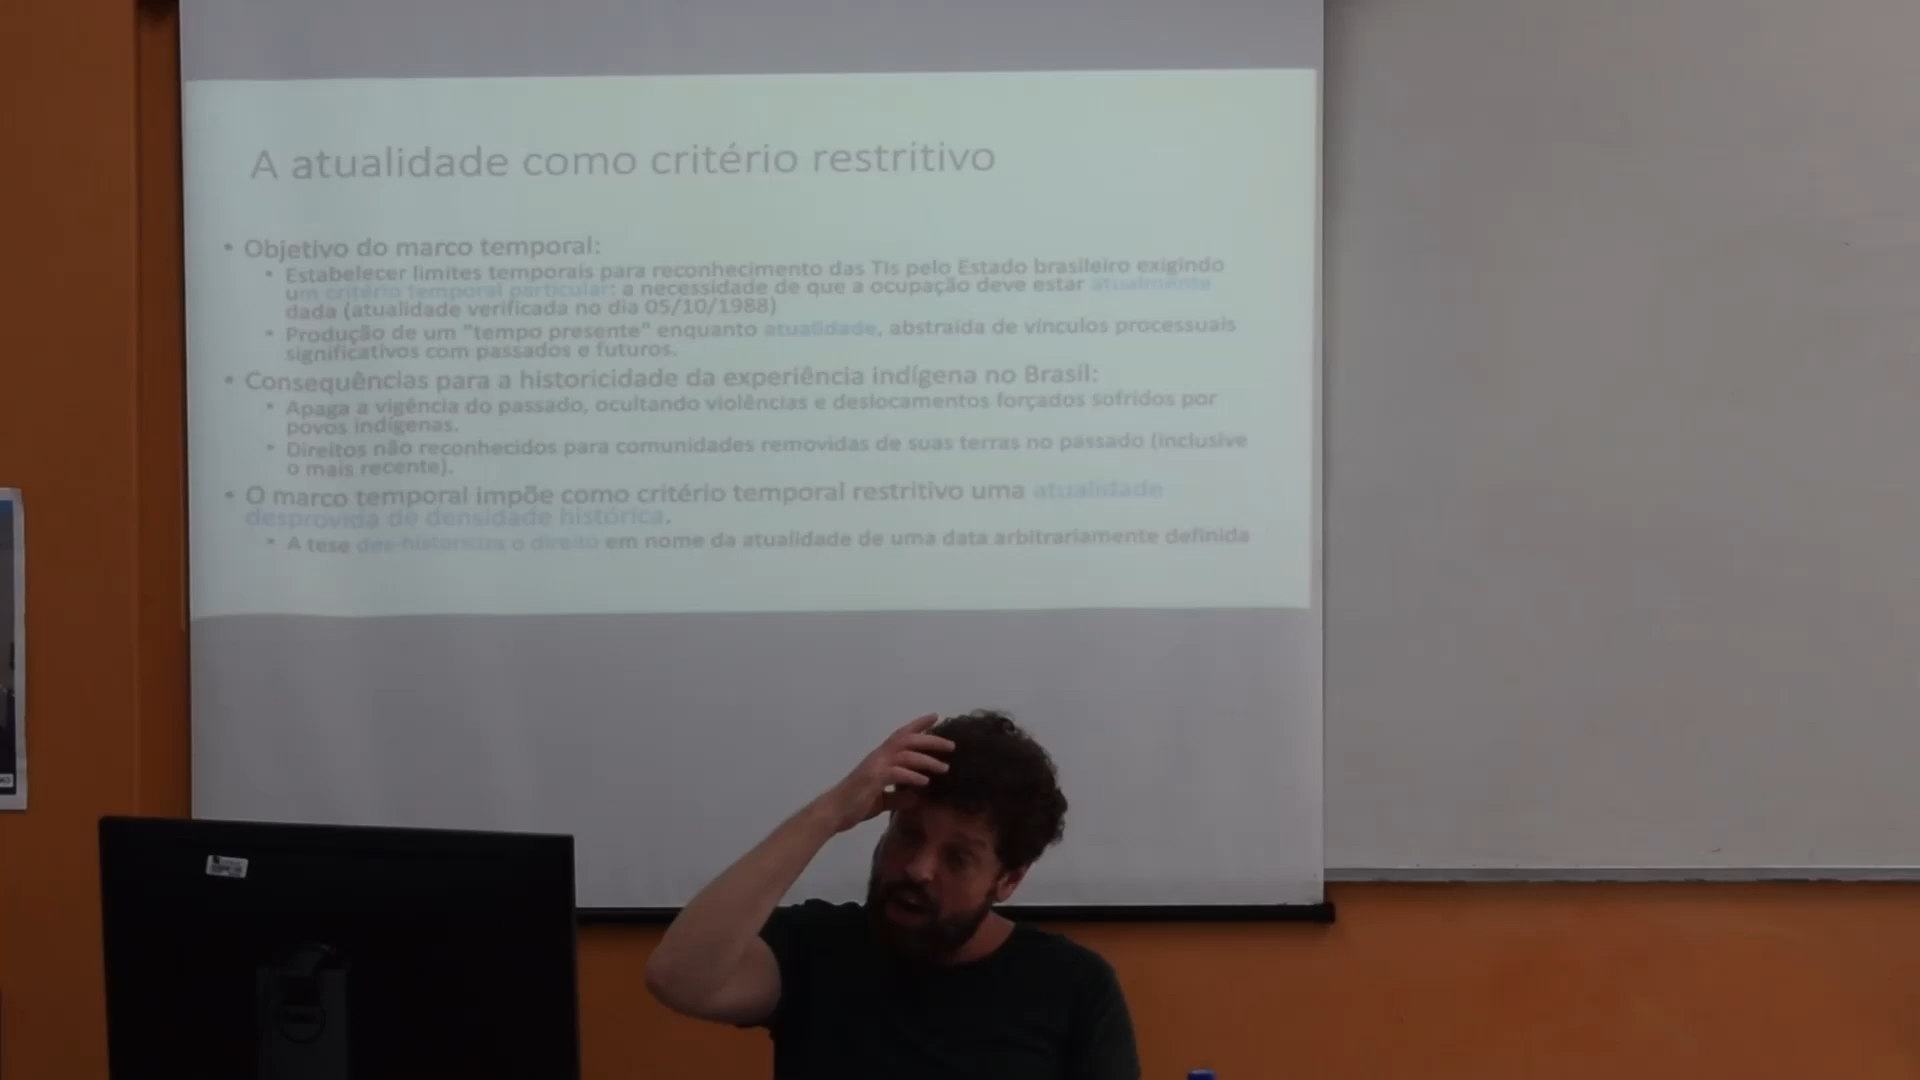 A atualidade como critério restritivo
• Objetivo do marco temporal:
• Estabelecer limites temporais para reconhecimento das TIs pelo Estado brasileiro exigindo
um critério temporal particular: a necessidade de que a ocupação deve estar atualmente
dada (atualidade verificada no dia 05/10/1988)
• Produção de um "tempo presente" enquanto atualidade, abstraída de vínculos processuais
significativos com passados e futuros.
• Consequências para a historicidade da experiência indígena no Brasil:
• Apaga a vigência do passado, ocultando violências e deslocamentos forçados sofridos por
povos indígenas.
• Direitos não reconhecidos para comunidades removidas de suas terras no passado (inclusive
o mais recente).
• O marco temporal impõe como critério temporal restritivo uma atualidade
desprovida de densidade histórica.
• A tese des-historiciza o direito em nome da atualidade de uma data arbitrariamente definida